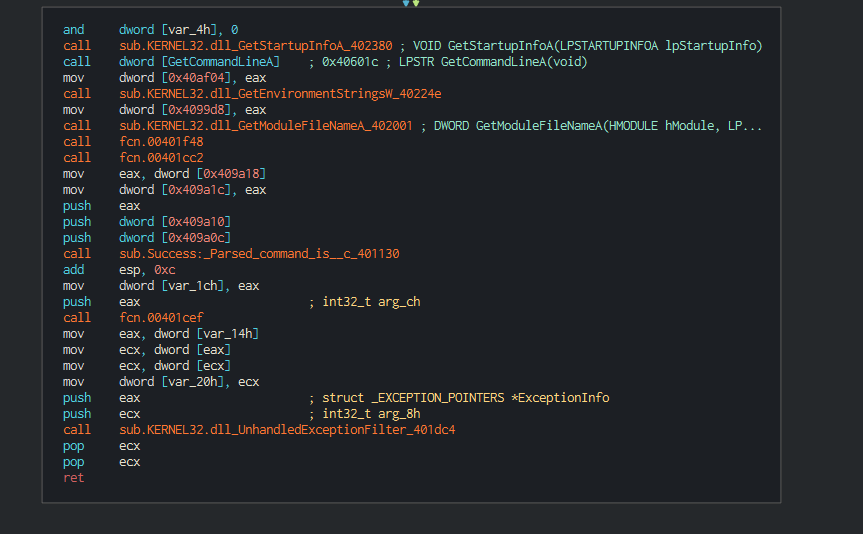 and dword [var_4h], 0
call sub.KERNEL32.dll_GetStartupInfoA_402380 ; VOID GetStartupInfoA(LPSTARTUPINFOA lpStartupInfo)
call dword [GetCommandLineA] ; 0x40601c ; LPSTR GetCommandLineA(void)
mov dword [0x40af04], eax
call sub.KERNEL32.dll_GetEnvironmentStringsW_40224e
mov dword [0x4099d8], eax
call sub.KERNEL32.dll_GetModuleFileNameA_402001 ; DWORD GetModuleFileNameA(HMODULE hModule, LP...
call fcn.00401f48
call fcn.00401cc2
mov eax, dword [0x409a18]
mov dword [0x409a1c], eax
push eax
push dword [0x409a10]
push dword [0x409a0c]
call sub.Success:_Parsed_command_is__c_401130
add esp, 0xc
mov dword [var_1ch], eax
push eax ; int32_t arg_ch
call fcn.00401cef
mov eax, dword [var_14h]
mov ecx, dword [eax]
mov ecx, dword [ecx]
mov dword [var_20h], ecx
push eax ; struct _EXCEPTION_POINTERS *ExceptionInfo
push ecx ; int32_t arg_8h
call sub.KERNEL32.dll_UnhandledExceptionFilter_401dc4
pop ecx
pop ecx
ret